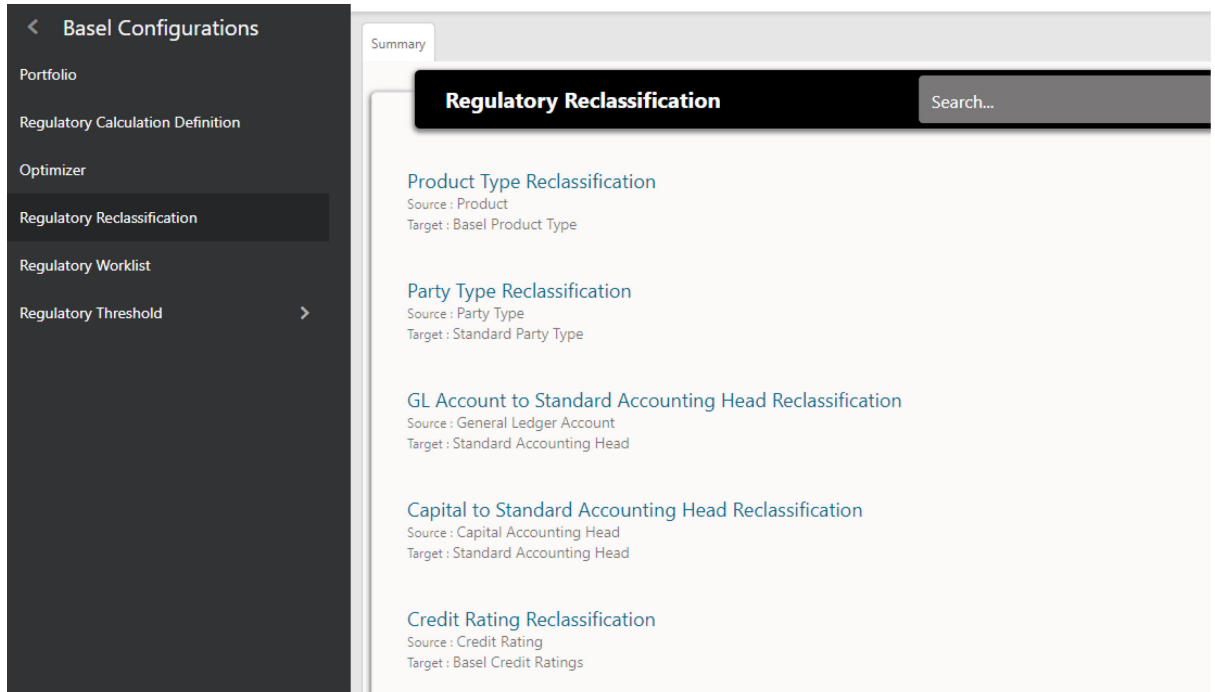 Basel Configurations
Portfolio
Regulatory Calculation Definition
Optimizer
Regulatory Reclassification
Regulatory Worklist
Regulatory Threshold
Summary
Regulatory Reclassification
Search...
Product Type Reclassification
Source : Product
Target : Basel Product Type
Party Type Reclassification
Source : Party Type
Target : Standard Party Type
GL Account to Standard Accounting Head Reclassification
Source : General Ledger Account
Target : Standard Accounting Head
Capital to Standard Accounting Head Reclassification
Source : Capital Accounting Head
Target : Standard Accounting Head
Credit Rating Reclassification
Source : Credit Rating
Target : Basel Credit Ratings